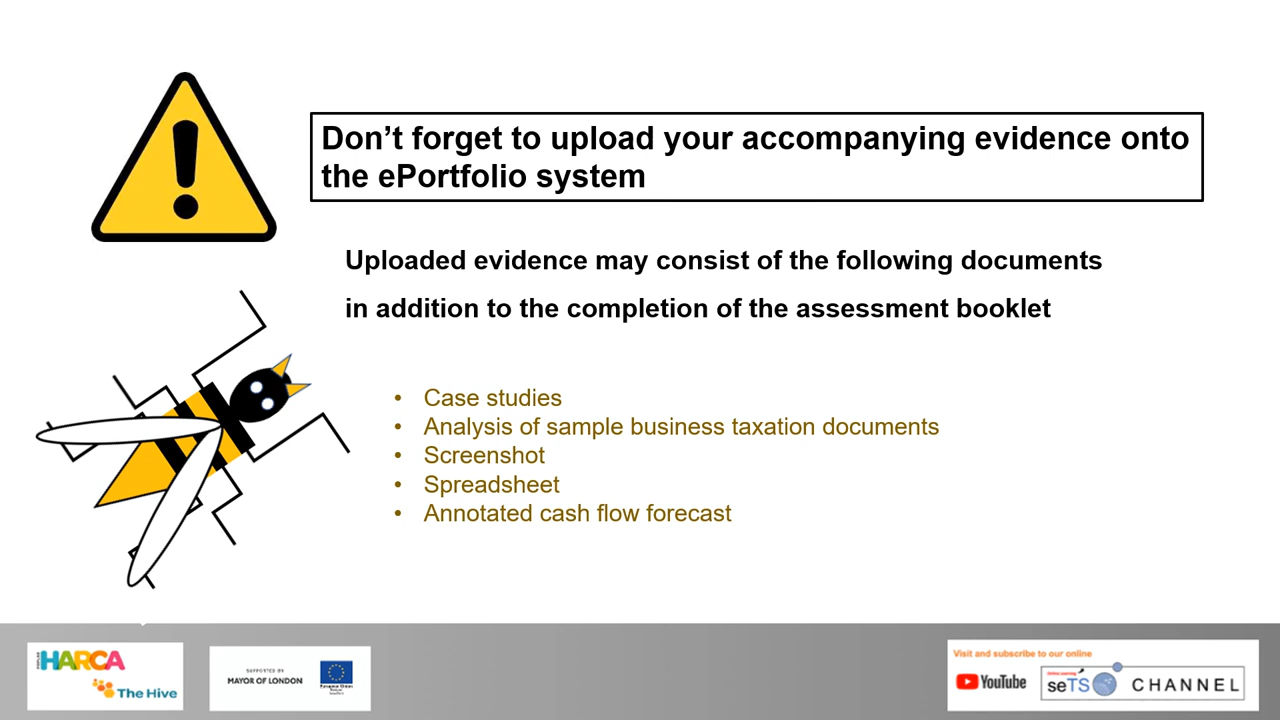 Don't forget to upload your accompanying evidence onto
the ePortfolio system
Uploaded evidence may consist of the following documents
in addition to the completion of the assessment booklet
• Case studies
• Analysis of sample business taxation documents
• Screenshot
• Spreadsheet
• Annotated cash flow forecast
HARCA
The Hive
SUPPORTED BY
MAYOR OF LONDON
European Union
Visit and subscribe to our online
YouTube
seTS CHANNEL